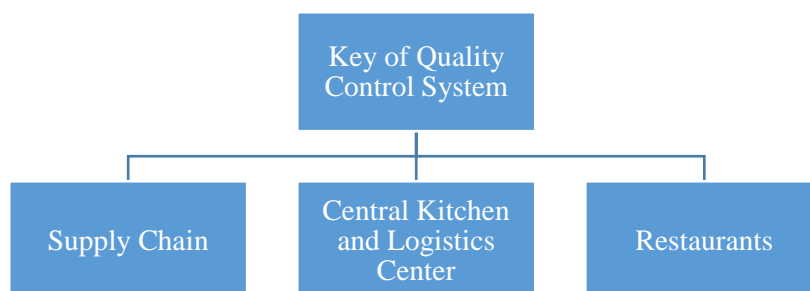 Key of Quality
Control System
Supply Chain
Central Kitchen
and Logistics
Center
Restaurants